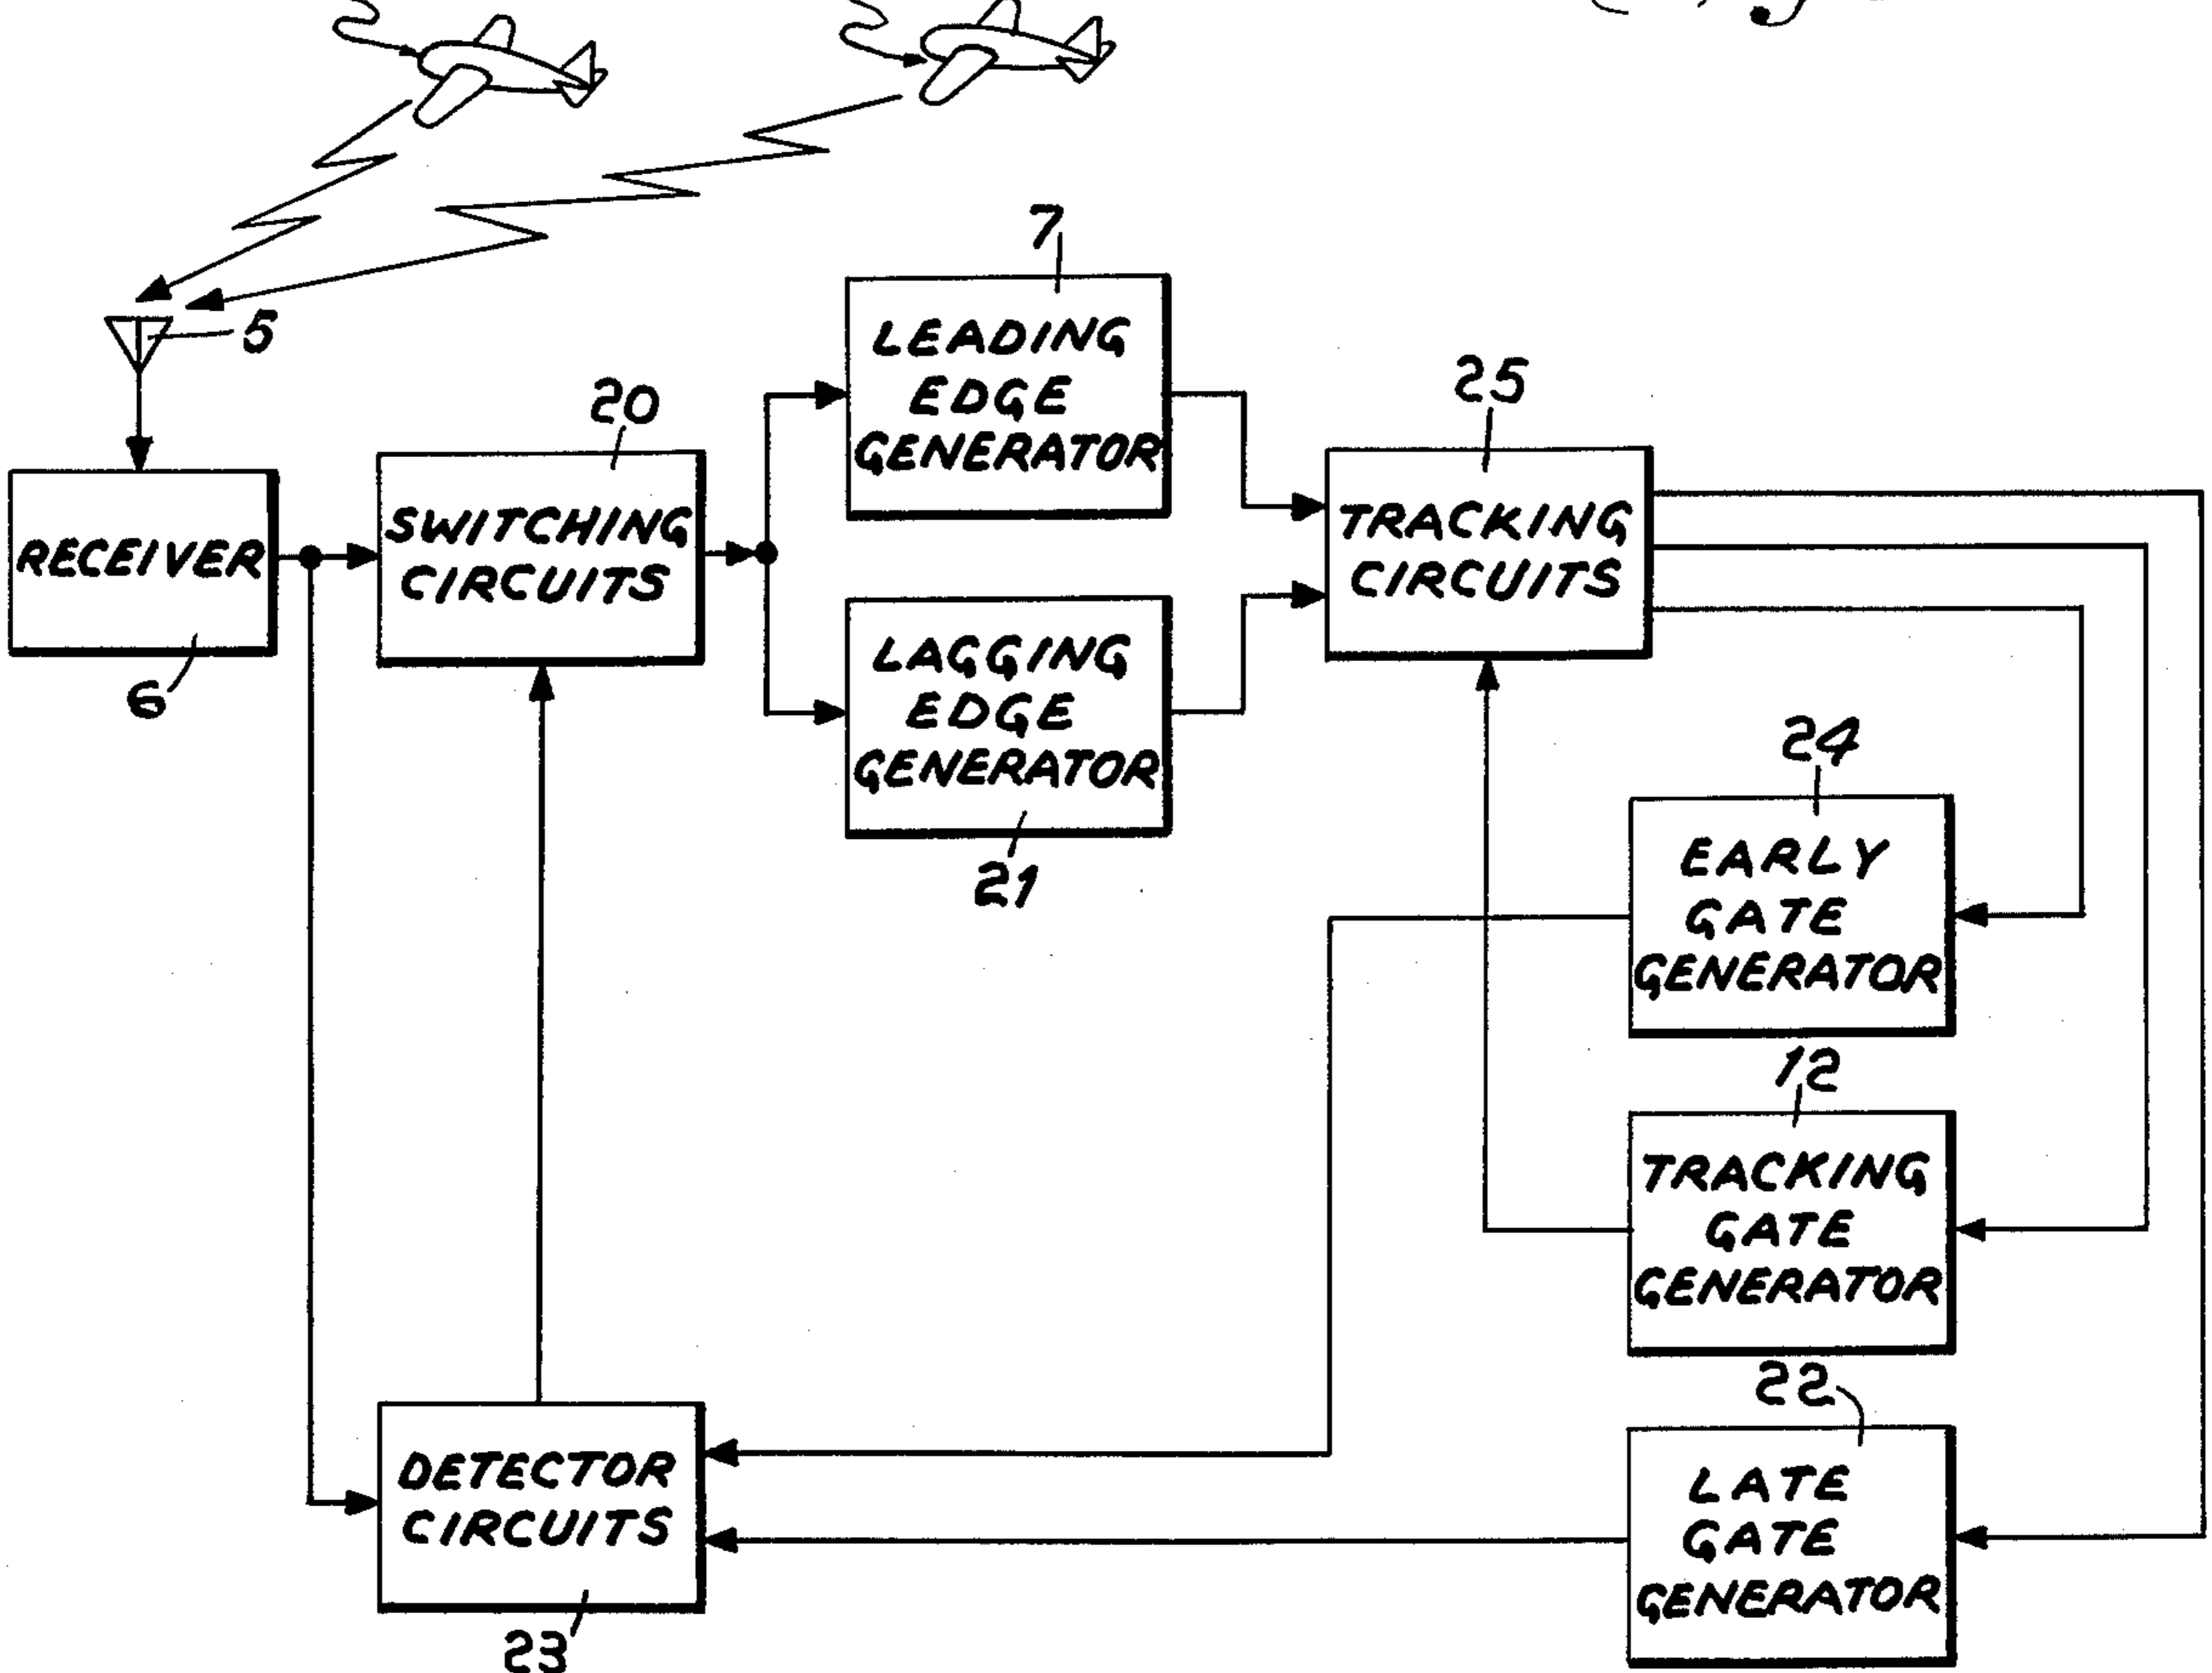 7
LEADING
EDGE
GENERATOR
5
20
25
RECEIVER
6
SWITCHING
CIRCUITS
TRACKING
CIRCUITS
LAGGING
EDGE
GENERATOR
21
24
EARLY
GATE
GENERATOR
12
TRACKING
GATE
GENERATOR
22
LATE
GATE
GENERATOR
DETECTOR
CIRCUITS
23